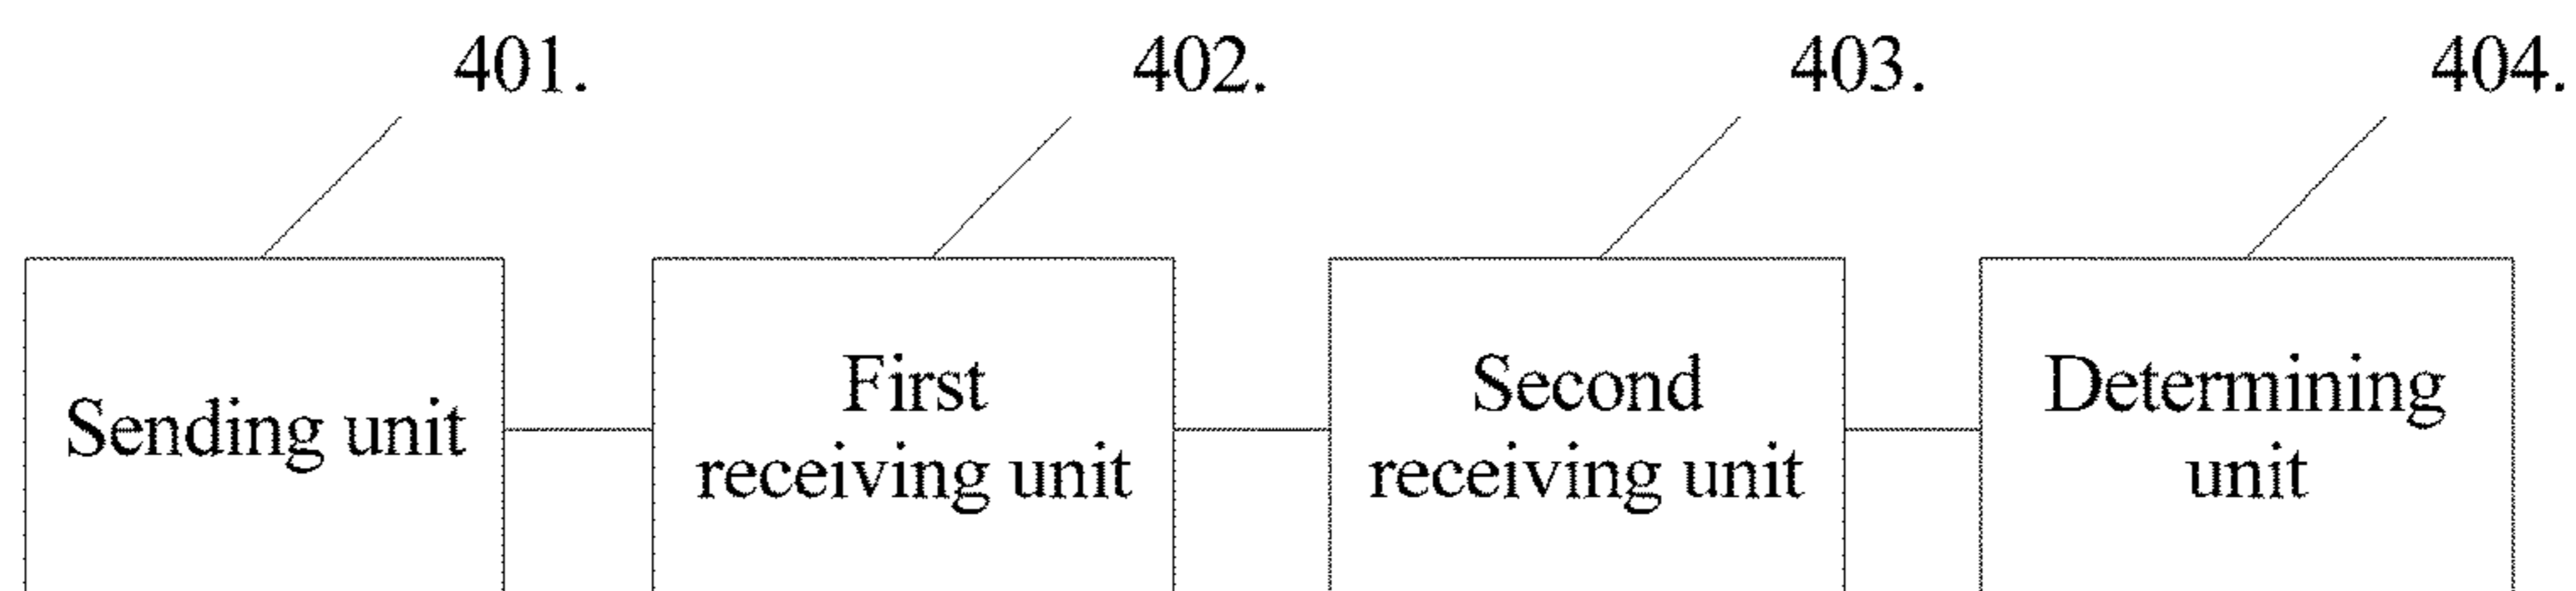 401.
402.
403.
404.
Sending unit
First
receiving unit
Second
receiving unit
Determining
unit